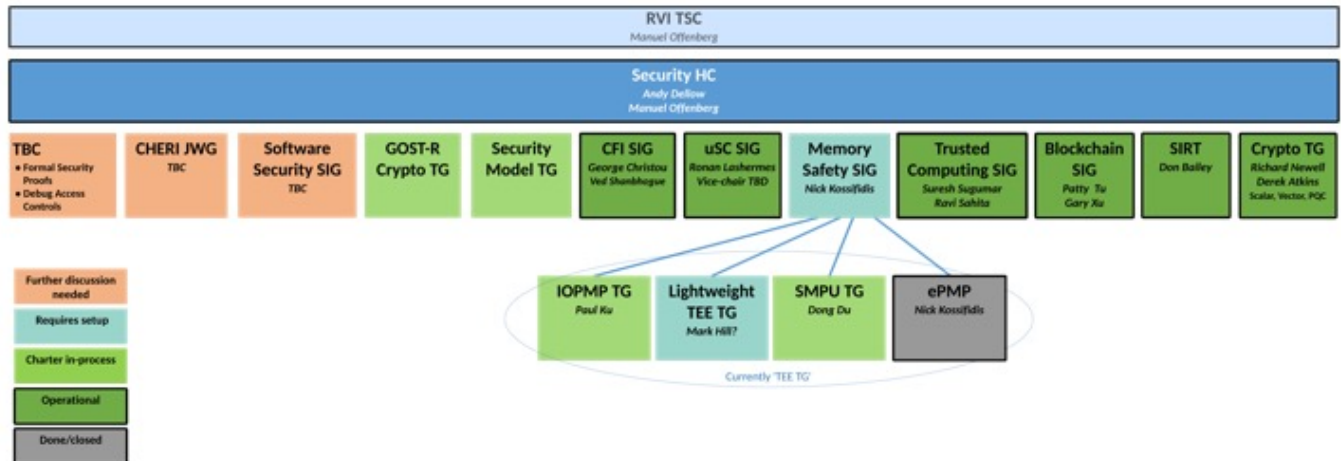 RVI TSC
Manuel Offenberg
Security HC
Andy Dellow
Manuel Offenberg
TBC
• Formal Security
Proofs
• Debug Access
Controls
CHERI JWG
TBC
Software
Security SIG
TBC
GOST-R
Crypto TG
Security
Model TG
CFI SIG
George Christou
Ved Shanbhogue
uSC SIG
Ronan Lashermes
Vice-chair TBD
Memory
Safety SIG
Nick Kossifidis
Trusted
Computing SIG
Suresh Sugumar
Ravi Sahita
Blockchain
SIG
Patty Tu
Gary Xu
SIRT
Don Bailey
Crypto TG
Richard Newell
Derek Atkins
Scalar, Vector, PQC
IOPMP TG
Paul Ku
Lightweight
TEE TG
Mark Hill?
SMPU TG
Dong Du
ePMP
Nick Kossifidis
Currently 'TEE TG'
Further discussion
needed
Requires setup
Charter in-process
Operational
Done/closed